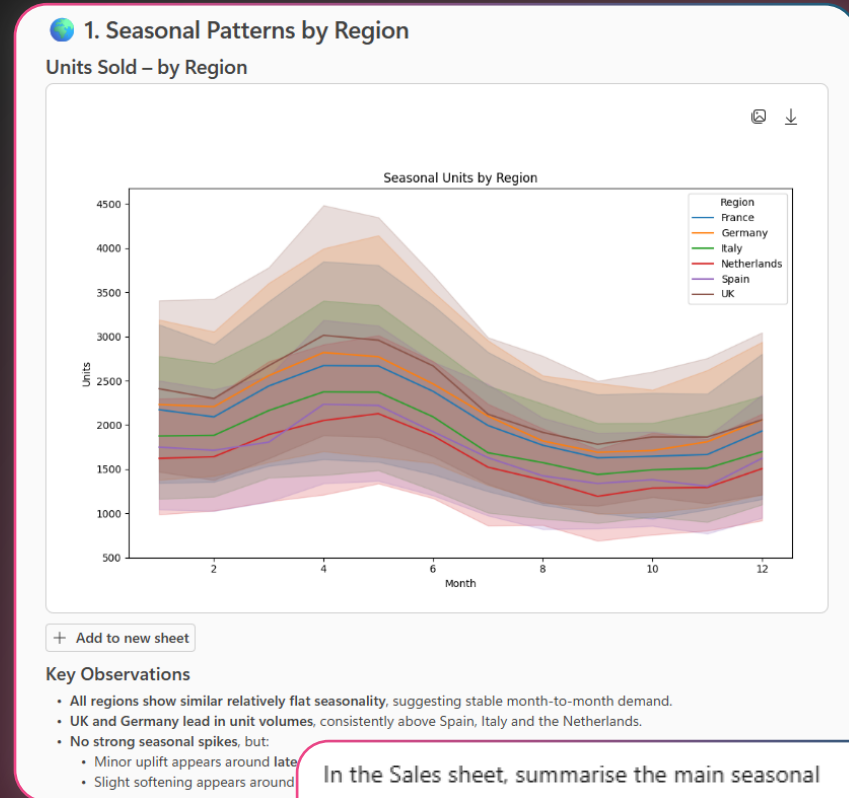 1. Seasonal Patterns by Region
Units Sold – by Region
Seasonal Units by Region
Region
France
Germany
Italy
Netherlands
Spain
UK
4500
4000
3500
3000
2500
2000
1500
1000
500
Units
2
4
6
8
10
12
Month
+ Add to new sheet
Key Observations
• All regions show similar relatively flat seasonality, suggesting stable month-to-month demand.
• UK and Germany lead in unit volumes, consistently above Spain, Italy and the Netherlands.
• No strong seasonal spikes, but:
• Minor uplift appears around late
• Slight softening appears around
In the Sales sheet, summarise the main seasonal